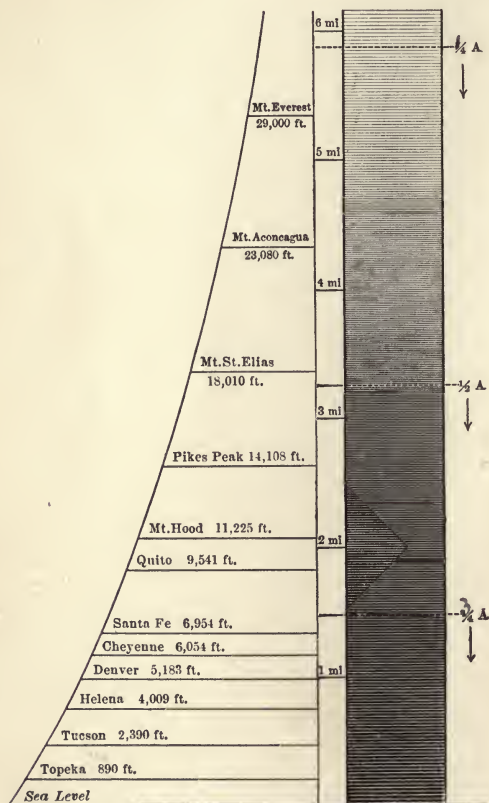 6 mi
¼ A.
Mt.Everest
29,000 ft.
5 mi
Mt.Aconcagua
23,080 ft.
4 mi
Mt.St.Elias
18,010 ft.
½ A.
3 mi
Pikes Peak 14,108 ft.
Mt.Hood 11,225 ft.
2 mi
Quito 9,541 ft.
¾ A.
Santa Fe 6,954 ft.
Cheyenne 6,054 ft.
1 mi
Denver 5,183 ft.
Helena 4,009 ft.
Tucson 2,390 ft.
Topeka 890 ft.
Sea Level